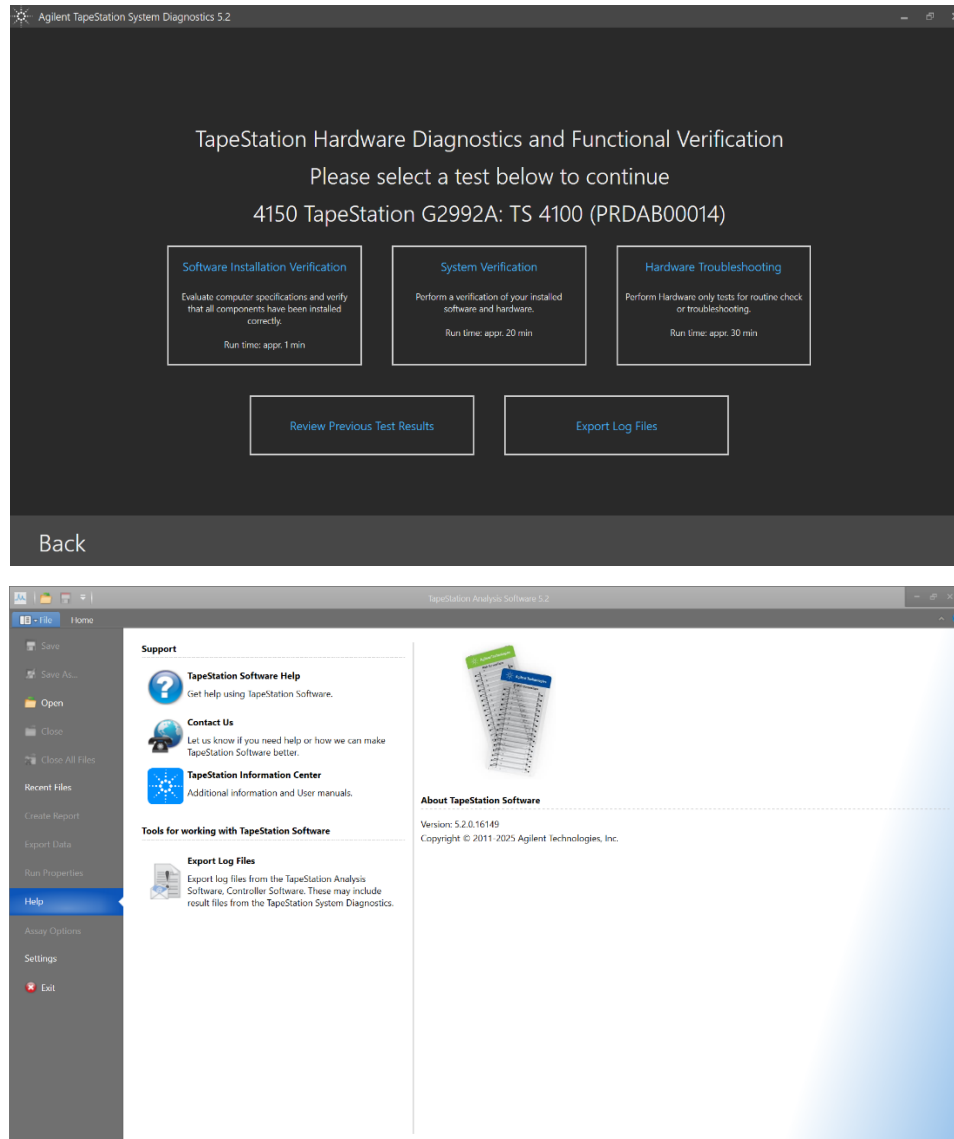 Agilent TapeStation System Diagnostics 5.2
TapeStation Hardware Diagnostics and Functional Verification
Please select a test below to continue
4150 TapeStation G2992A: TS 4100 (PRDAB00014)
Software Installation Verification
Evaluate computer specifications and verify
that all components have been installed
correctly.
Run time: appr. 1 min
System Verification
Perform a verification of your installed
software and hardware.
Run time: appr. 20 min
Hardware Troubleshooting
Perform Hardware only tests for routine check
or troubleshooting.
Run time: appr. 30 min
Review Previous Test Results
Export Log Files
Back
TapeStation Analysis Software 5.2
File
Home
Save
Save As...
Open
Close
Close All Files
Recent Files
Create Report
Export Data
Run Properties
Help
Assay Options
Settings
Exit
Support
TapeStation Software Help
Get help using TapeStation Software.
Contact Us
Let us know if you need help or how we can make
TapeStation Software better.
TapeStation Information Center
Additional information and User manuals.
Tools for working with TapeStation Software
Export Log Files
Export log files from the TapeStation Analysis
Software, Controller Software. These may include
result files from the TapeStation System Diagnostics.
Agilent Technologies
Agilent Technologies
About TapeStation Software
Version: 5.2.0.16149
Copyright © 2011-2025 Agilent Technologies, Inc.